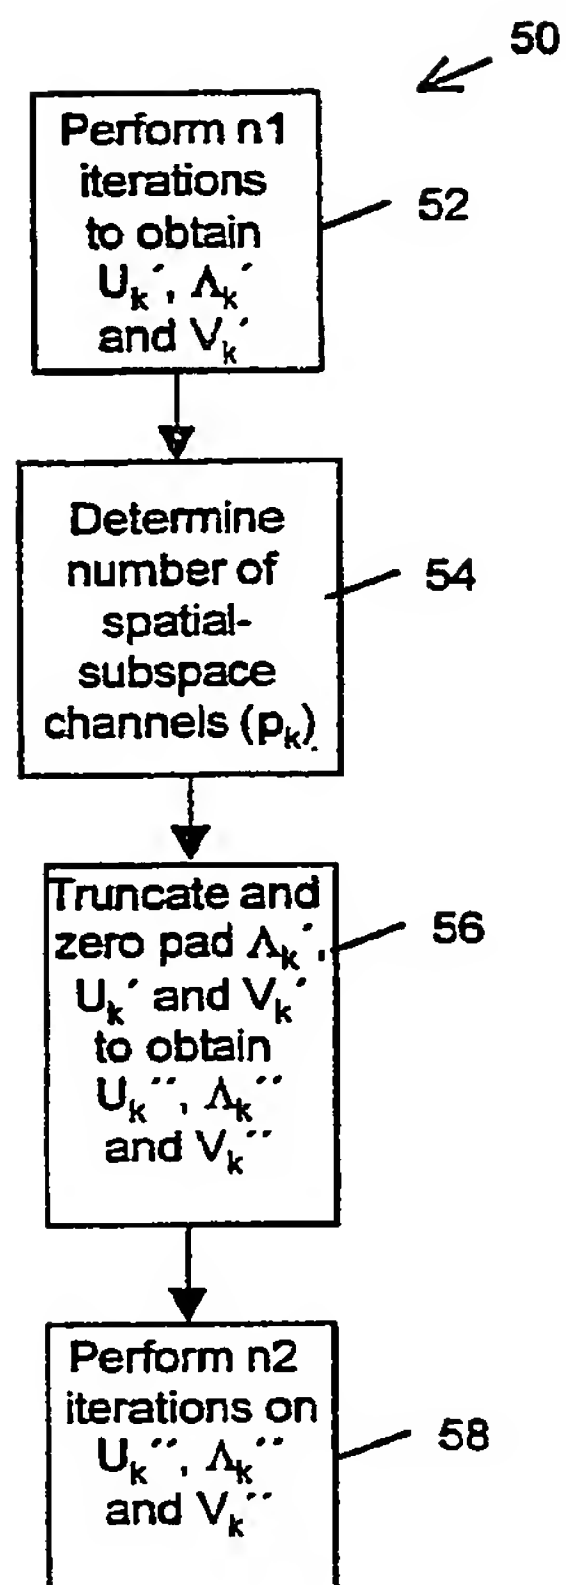 50
Perform n1
iterations
to obtain
Uₖ´, Λₖ´
and Vₖ´
52
Determine
number of
spatial-
subspace
channels (pₖ)
54
Truncate and
zero pad Λₖ´,
Uₖ´ and Vₖ´
to obtain
Uₖ´´, Λₖ´´
and Vₖ´´
56
Perform n2
iterations on
Uₖ´´, Λₖ´´
and Vₖ´´
58